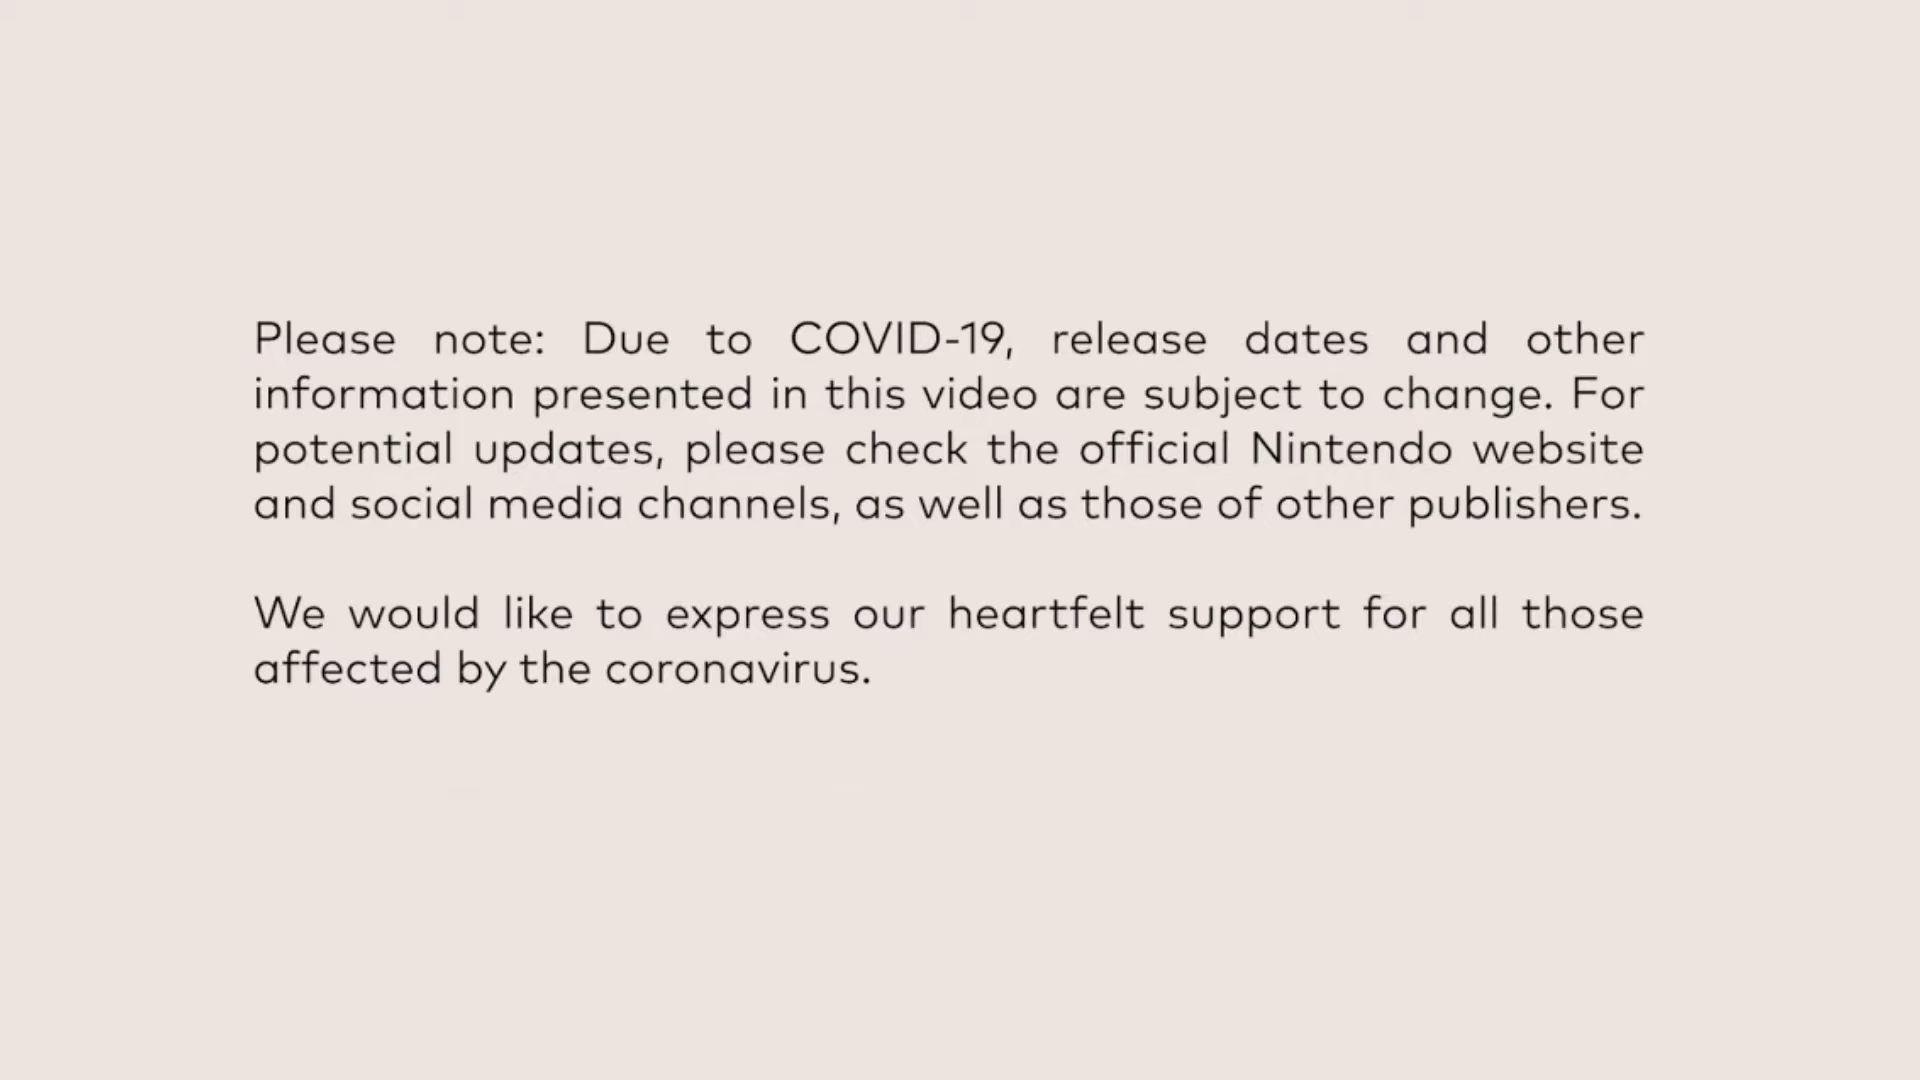 Please note: Due to COVID-19, release dates and other
information presented in this video are subject to change. For
potential updates, please check the official Nintendo website
and social media channels, as well as those of other publishers.
We would like to express our heartfelt support for all those
affected by the coronavirus.